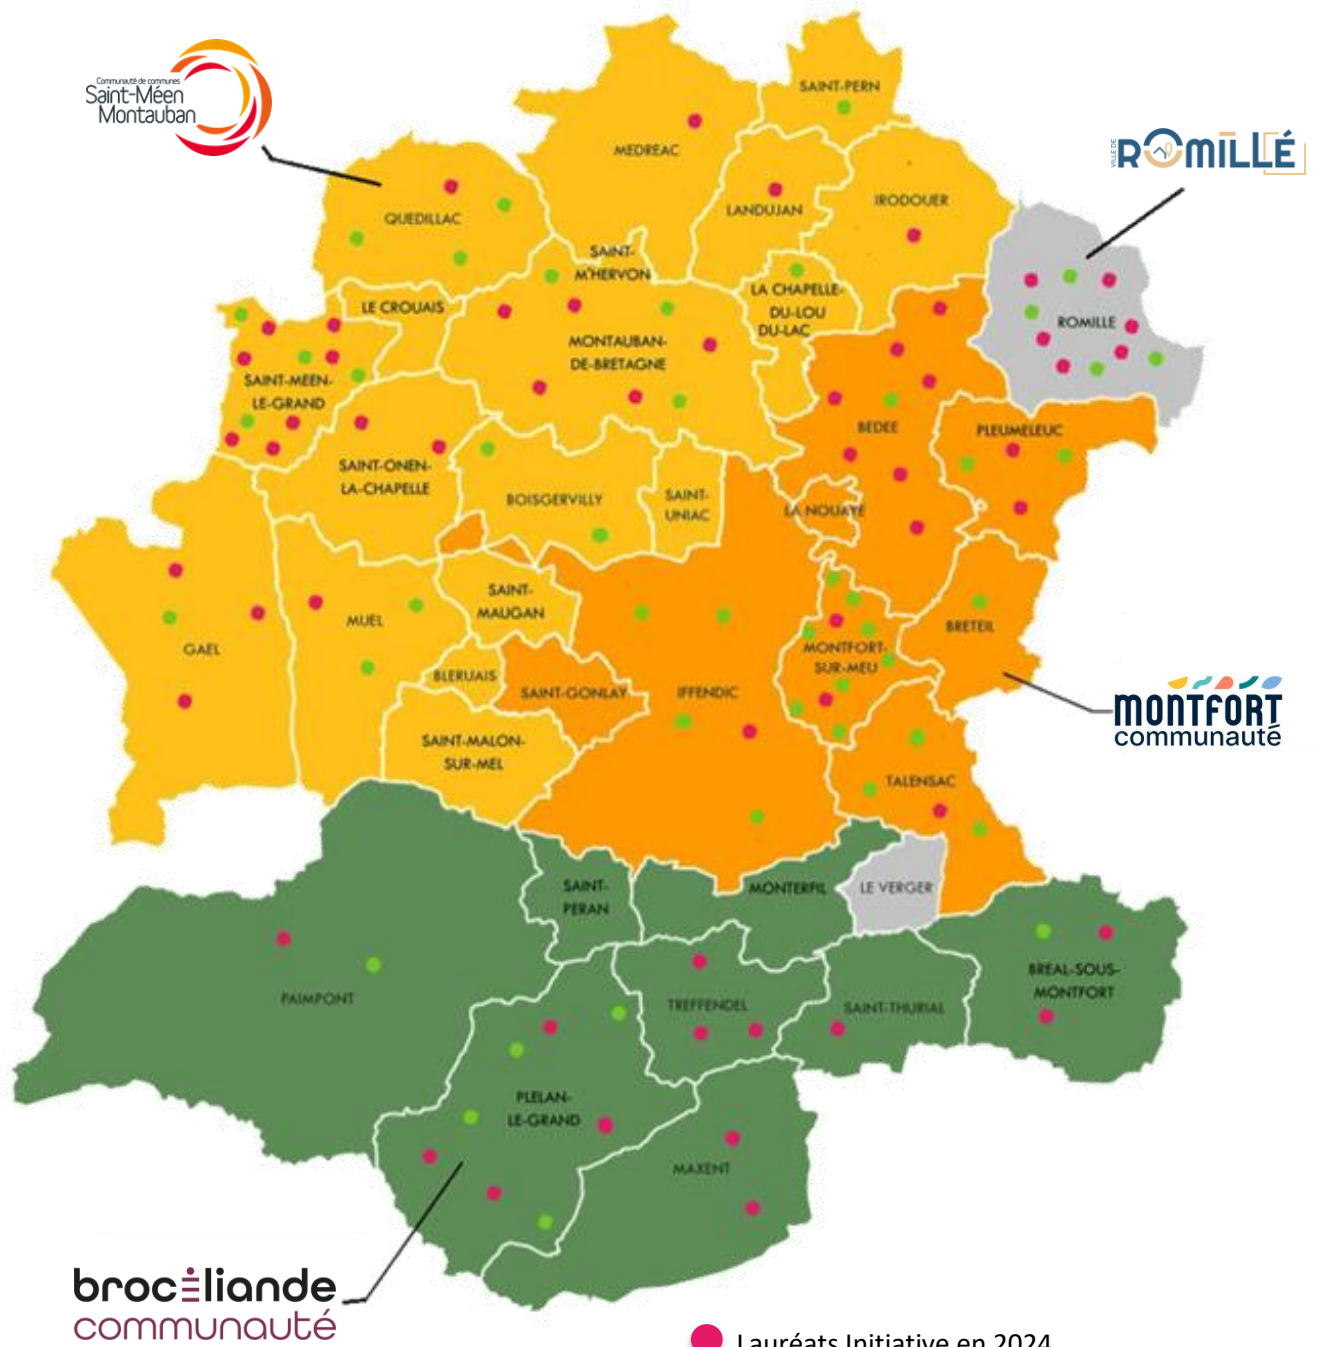 Communauté de communes
Saint-Méen
Montauban
SAINT-PERN
MEDREAC
VILLE DE
ROMILLÉ
LANDUJAN
IRODOUER
QUEDILLAC
SAINT-
M'HERVON
LA CHAPELLE-
DU-LOU
DU-LAC
LE CROUAIS
ROMILLE
MONTAUBAN-
DE-BRETAGNE
SAINT-MEEN-
LE-GRAND
BEDEE
PLEUMELEUC
SAINT-ONEN-
LA-CHAPELLE
BOISGERVILLY
SAINT-
UNIAC
LA NOUAYE
SAINT-
MAUGAN
MUEL
BRETEIL
GAEL
MONTFORT-
SUR-MEU
BLERUAIS
SAINT-GONLAY
IFFENDIC
MONTFORT
communauté
SAINT-MALON-
SUR-MEL
TALENSAC
SAINT-
PERAN
MONTERFIL
LE VERGER
PAIMPONT
TREFFENDEL
SAINT-THURIAL
BREAL-SOUS-
MONTFORT
PLELAN-
LE-GRAND
MAXENT
brocéliande
communauté
Lauréats Initiative en 2024